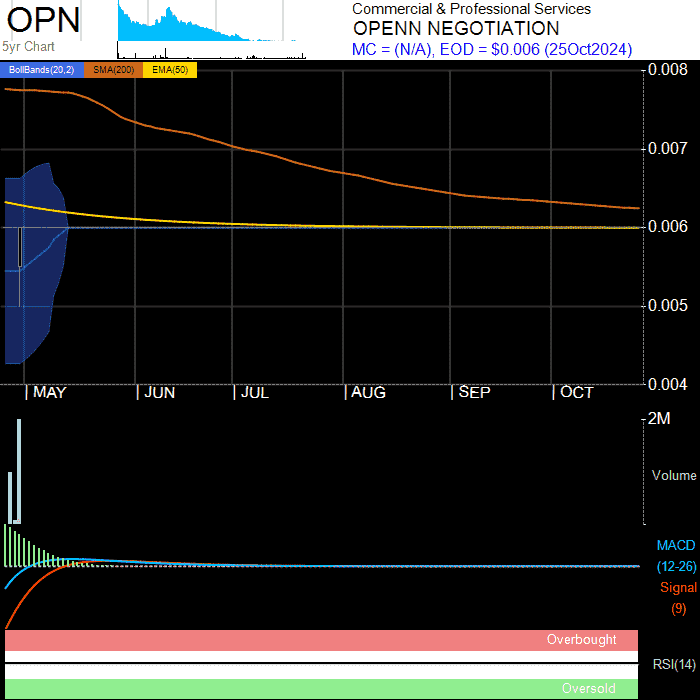 OPN
5yr Chart
Commercial & Professional Services
OPENN NEGOTIATION
MC = (N/A), EOD = $0.006 (25Oct2024)
BollBands(20,2) SMA(200) EMA(50)
0.008
0.007
0.006
0.005
0.004
MAY JUN JUL AUG SEP OCT
2M
Volume
MACD
(12-26)
Signal
(9)
Overbought
RSI(14)
Oversold